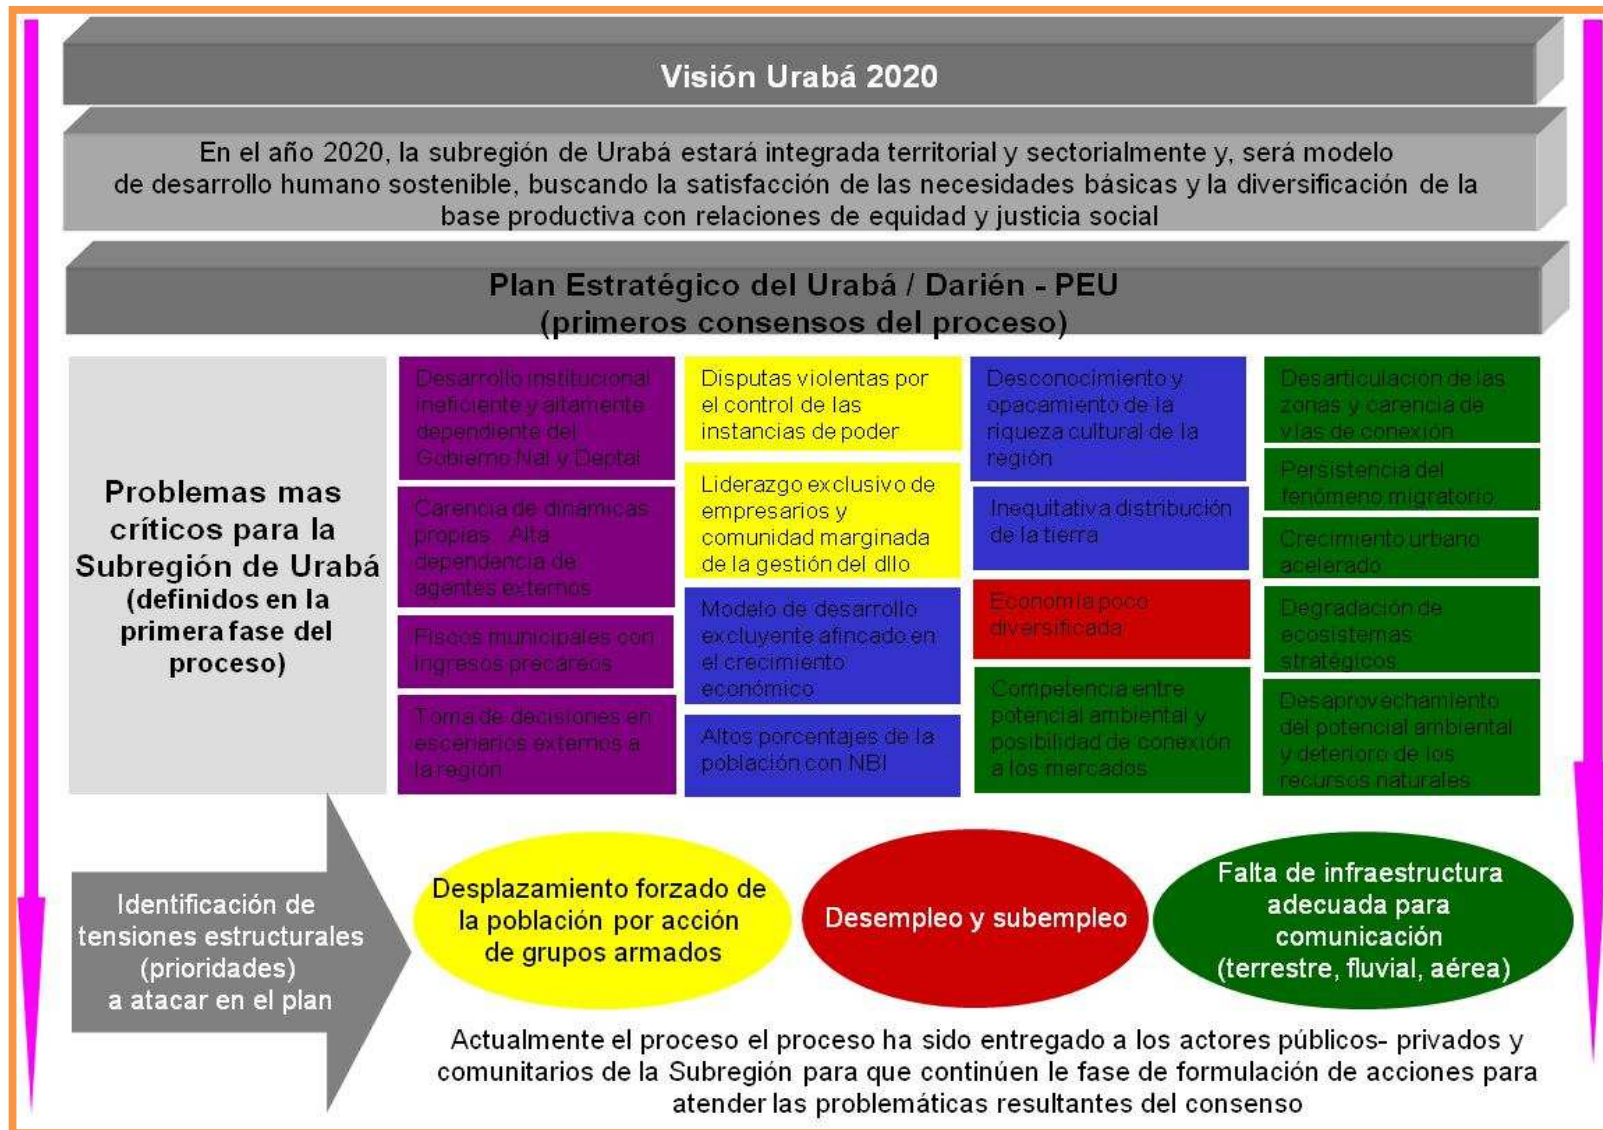 Visión Urabá 2020
En el año 2020, la subregión de Urabá estará integrada territorial y sectorialmente y, será modelo
de desarrollo humano sostenible, buscando la satisfacción de las necesidades básicas y la diversificación de la
base productiva con relaciones de equidad y justicia social
Plan Estratégico del Urabá / Darién - PEU
(primeros consensos del proceso)
Problemas mas
críticos para la
Subregión de Urabá
(definidos en la
primera fase del
proceso)
Desarrollo institucional
ineficiente y altamente
dependiente del
Gobierno Nal y Deptal
Carencia de dinámicas
propias. Alta
dependencia de
agentes externos
Fiscos municipales con
ingresos precáreos
Toma de decisiones en
escenarios externos a
la región
Disputas violentas por
el control de las
instancias de poder
Liderazgo exclusivo de
empresarios y
comunidad marginada
de la gestión del dllo
Modelo de desarrollo
excluyente afincado en
el crecimiento
económico
Altos porcentajes de la
población con NBI
Desconocimiento y
opacamiento de la
riqueza cultural de la
región
Inequitativa distribución
de la tierra
Economía poco
diversificada
Competencia entre
potencial ambiental y
posibilidad de conexión
a los mercados
Desarticulación de las
zonas y carencia de
vías de conexión
Persistencia del
fenómeno migratorio
Crecimiento urbano
acelerado
Degradación de
ecosistemas
stratégicos
Desaprovechamiento
del potencial ambiental
y deterioro de los
recursos naturales
Identificación de
tensiones estructurales
(prioridades)
a atacar en el plan
Desplazamiento forzado de
la población por acción
de grupos armados
Desempleo y subempleo
Falta de infraestructura
adecuada para
comunicación
(terrestre, fluvial, aérea)
Actualmente el proceso el proceso ha sido entregado a los actores públicos- privados y
comunitarios de la Subregión para que continúen le fase de formulación de acciones para
atender las problemáticas resultantes del consenso